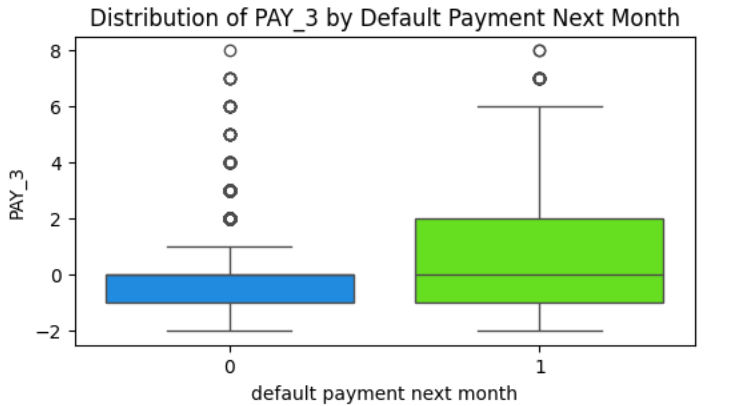 Distribution of PAY_3 by Default Payment Next Month
8
6
4
2
0
−2
PAY_3
0 1
default payment next month